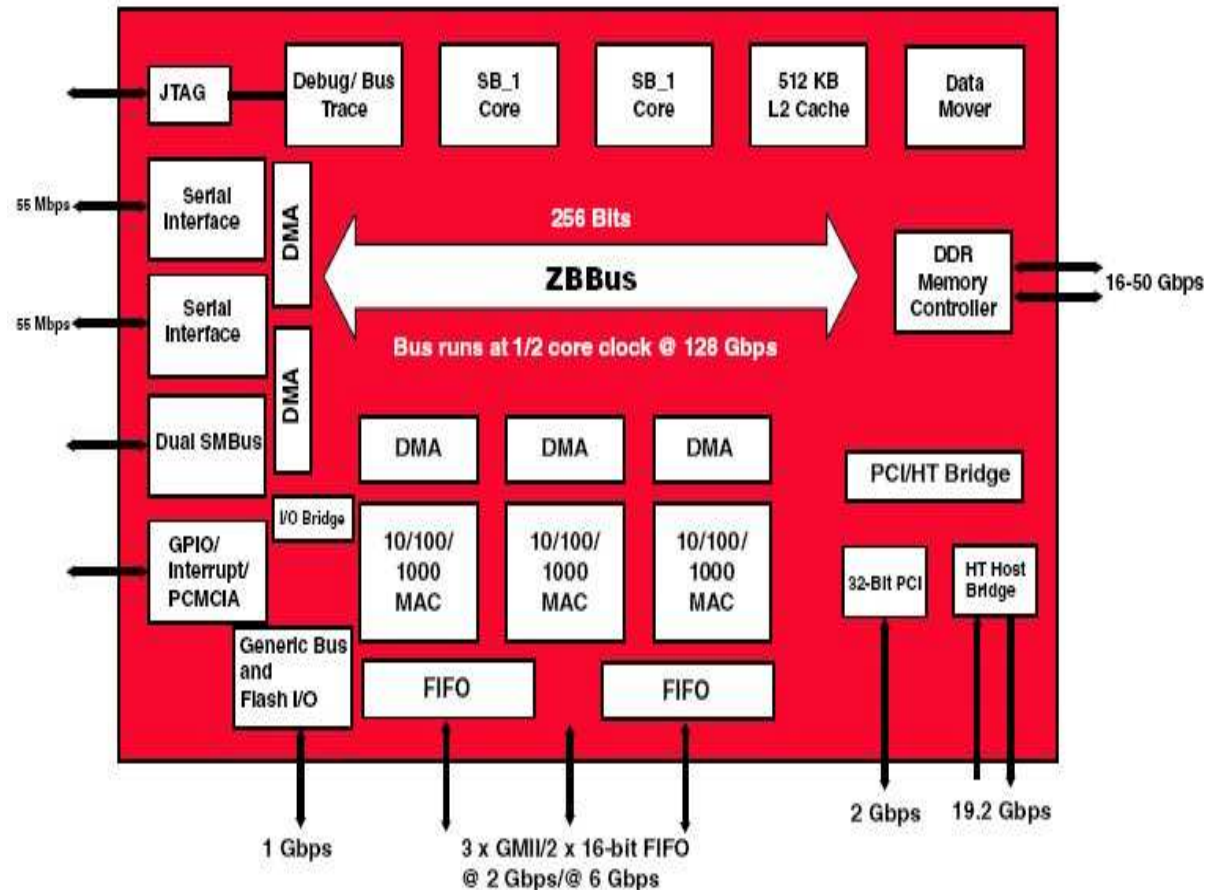 JTAG
Debug/ Bus
Trace
SB_1
Core
SB_1
Core
512 KB
L2 Cache
Data
Mover
55 Mbps
Serial
Interface
DMA
256 Bits
ZBBus
Bus runs at 1/2 core clock @ 128 Gbps
DDR
Memory
Controller
16-50 Gbps
55 Mbps
Serial
Interface
DMA
Dual SMBus
I/O Bridge
GPIO/
Interrupt/
PCMCIA
Generic Bus
and
Flash I/O
DMA
DMA
DMA
10/100/
1000
MAC
10/100/
1000
MAC
10/100/
1000
MAC
FIFO
FIFO
PCI/HT Bridge
32-Bit PCI
HT Host
Bridge
1 Gbps
3 x GMII/2 x 16-bit FIFO
@ 2 Gbps/@ 6 Gbps
2 Gbps
19.2 Gbps